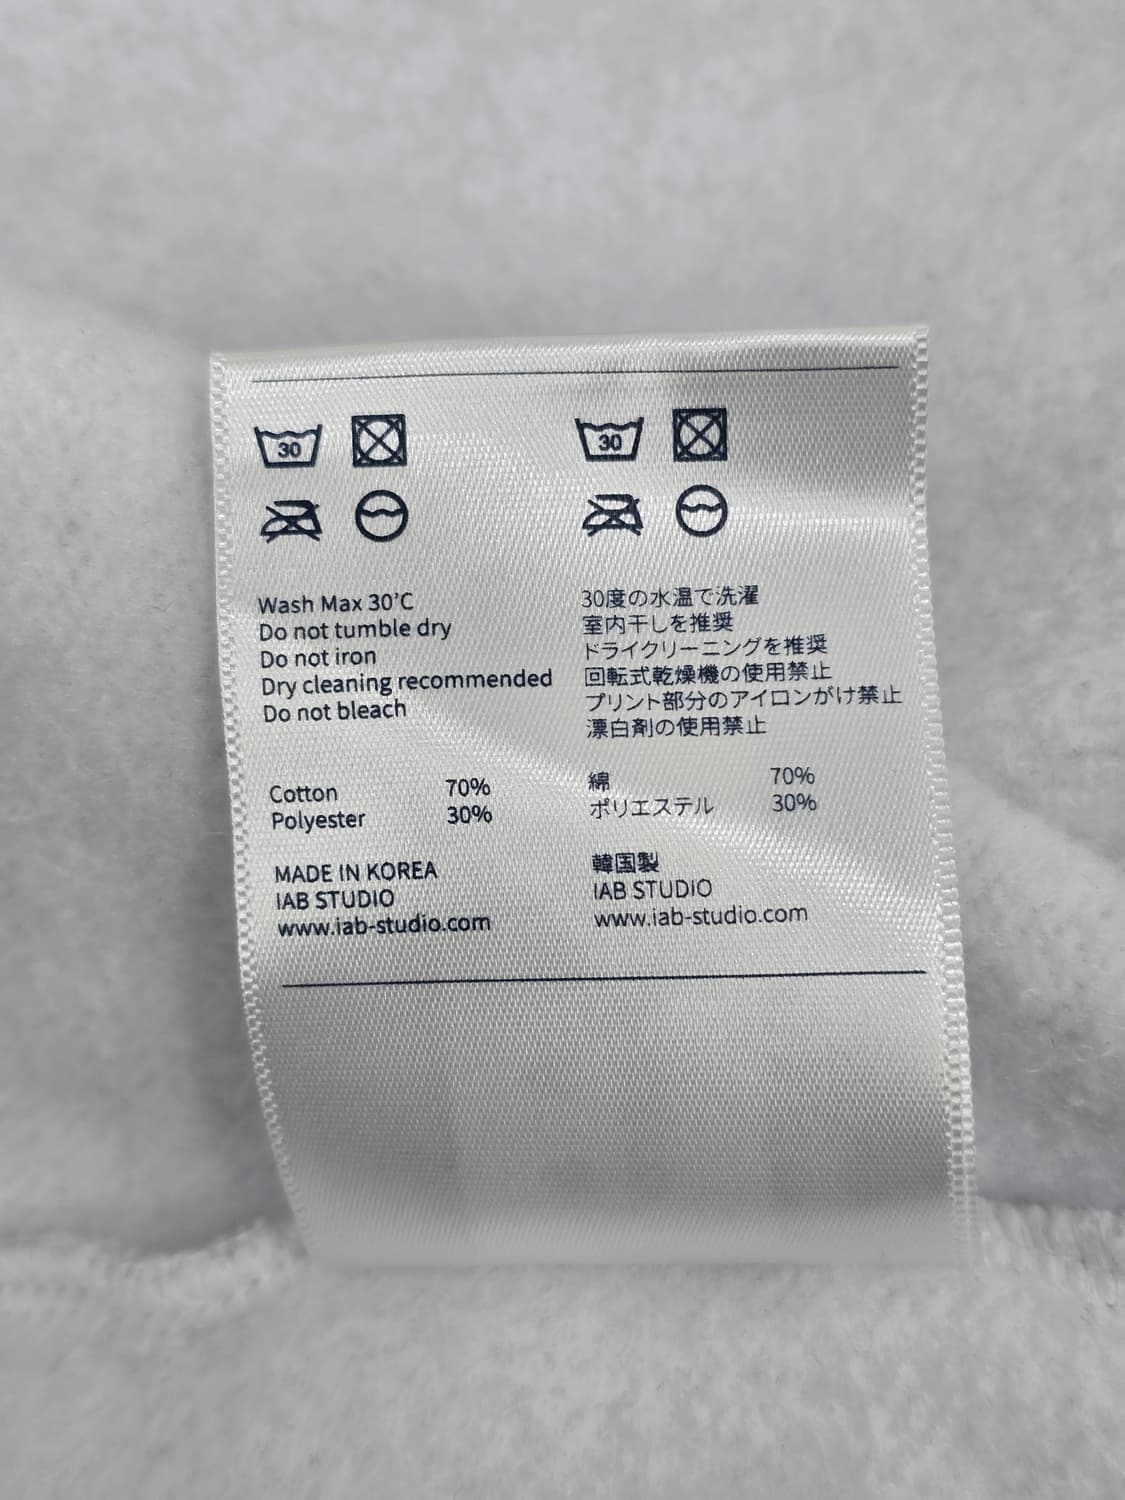 30
30
Wash Max 30'C
Do not tumble dry
Do not iron
Dry cleaning recommended
Do not bleach
Cotton 70%
Polyester 30%
MADE IN KOREA
IAB STUDIO
www.iab-studio.com
30度の水温で洗濯
室内干しを推奨
ドライクリーニングを推奨
回転式乾燥機の使用禁止
プリント部分のアイロンがけ禁止
漂白剤の使用禁止
綿 70%
ポリエステル 30%
韓国製
IAB STUDIO
www.iab-studio.com